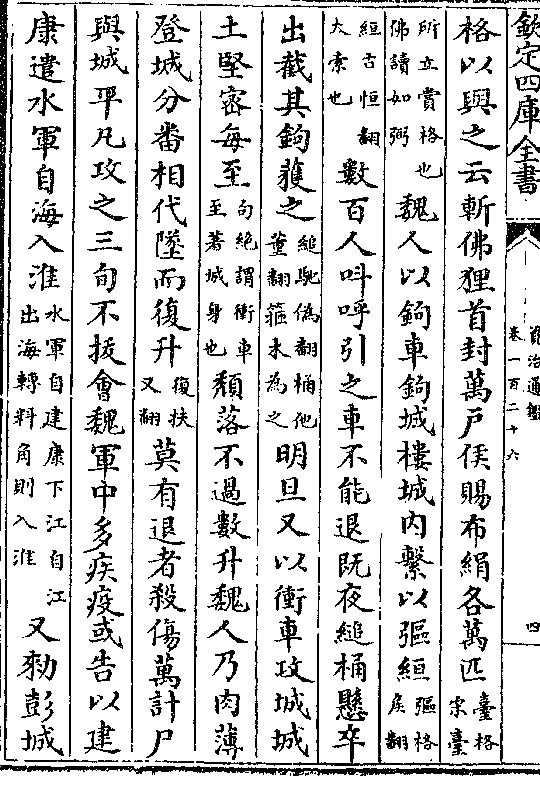 欽定四庫全書
資治通鑑
卷一百二十六
四
格以與之云斬佛狸首封萬戶侯賜布絹各萬匹臺格宋臺
所立賞格也佛讀如弼魏人以鉤車鉤城樓城内繫以彄絙彄格侯翻
絙古恒翻大索也數百人呌呼引之車不能退既夜縋桶懸卒
出截其鉤獲之縋馳偽翻桶他董翻箍木為之明旦又以衝車攻城城
土堅密每至句絶謂衝車至著城身也頽落不過數升魏人乃肉薄
登城分番相代墜而復升復扶又翻莫有退者殺傷萬計尸
與城平凡攻之三旬不拔會魏軍中多疾疫或告以建
康遣水軍自海入淮水軍自建康下江自江出海轉料角則入淮又勑彭城